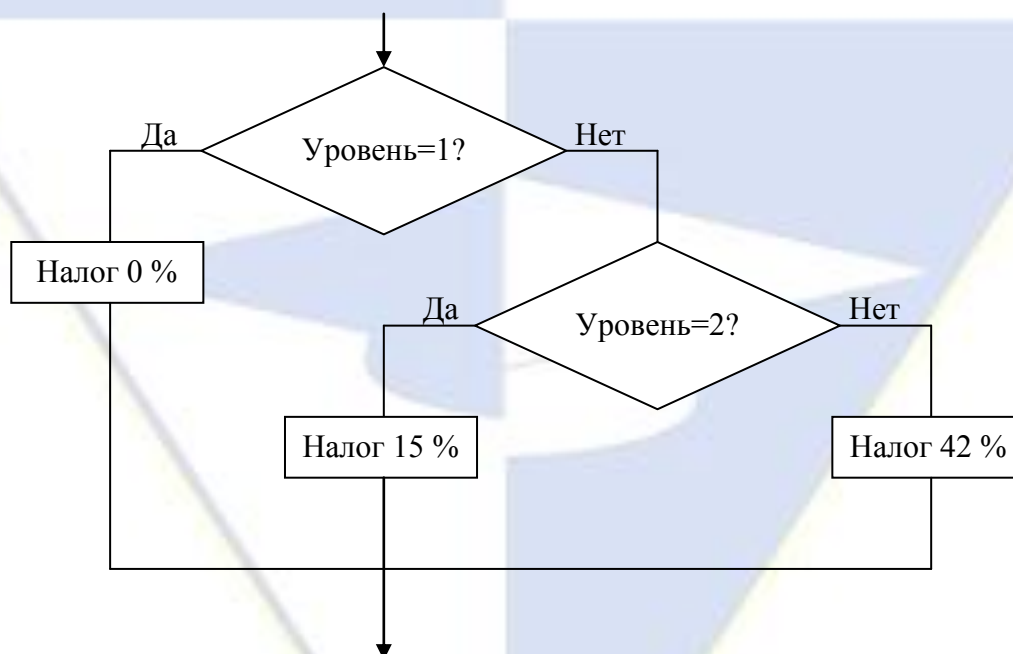 Да
Уровень=1?
Нет
Налог 0 %
Да
Уровень=2?
Нет
Налог 15 %
Налог 42 %